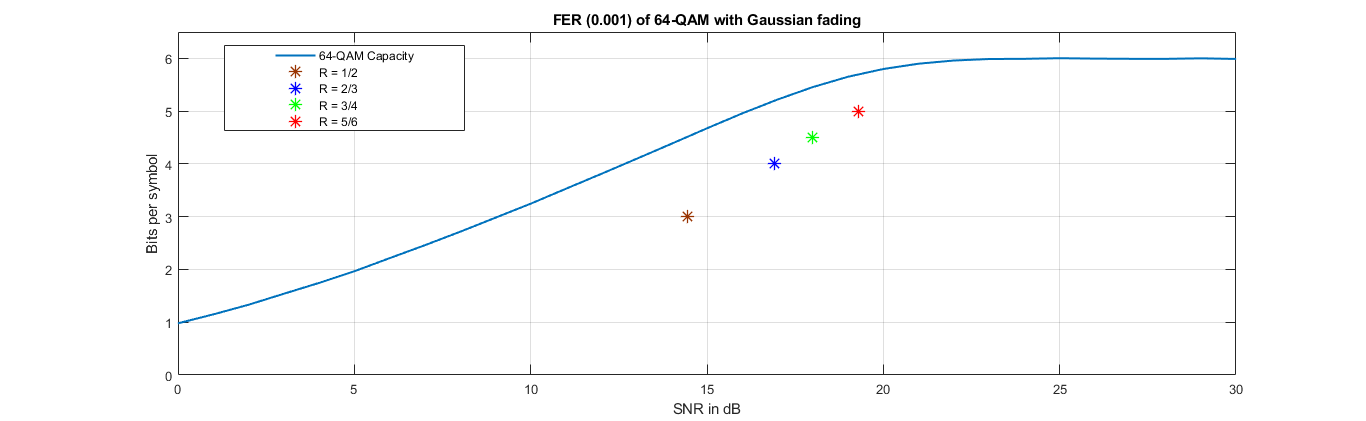 FER (0.001) of 64-QAM with Gaussian fading
64-QAM Capacity
R = 1/2
R = 2/3
R = 3/4
R = 5/6
Bits per symbol
6
5
4
3
2
1
0
0 5 10 15 20 25 30
SNR in dB